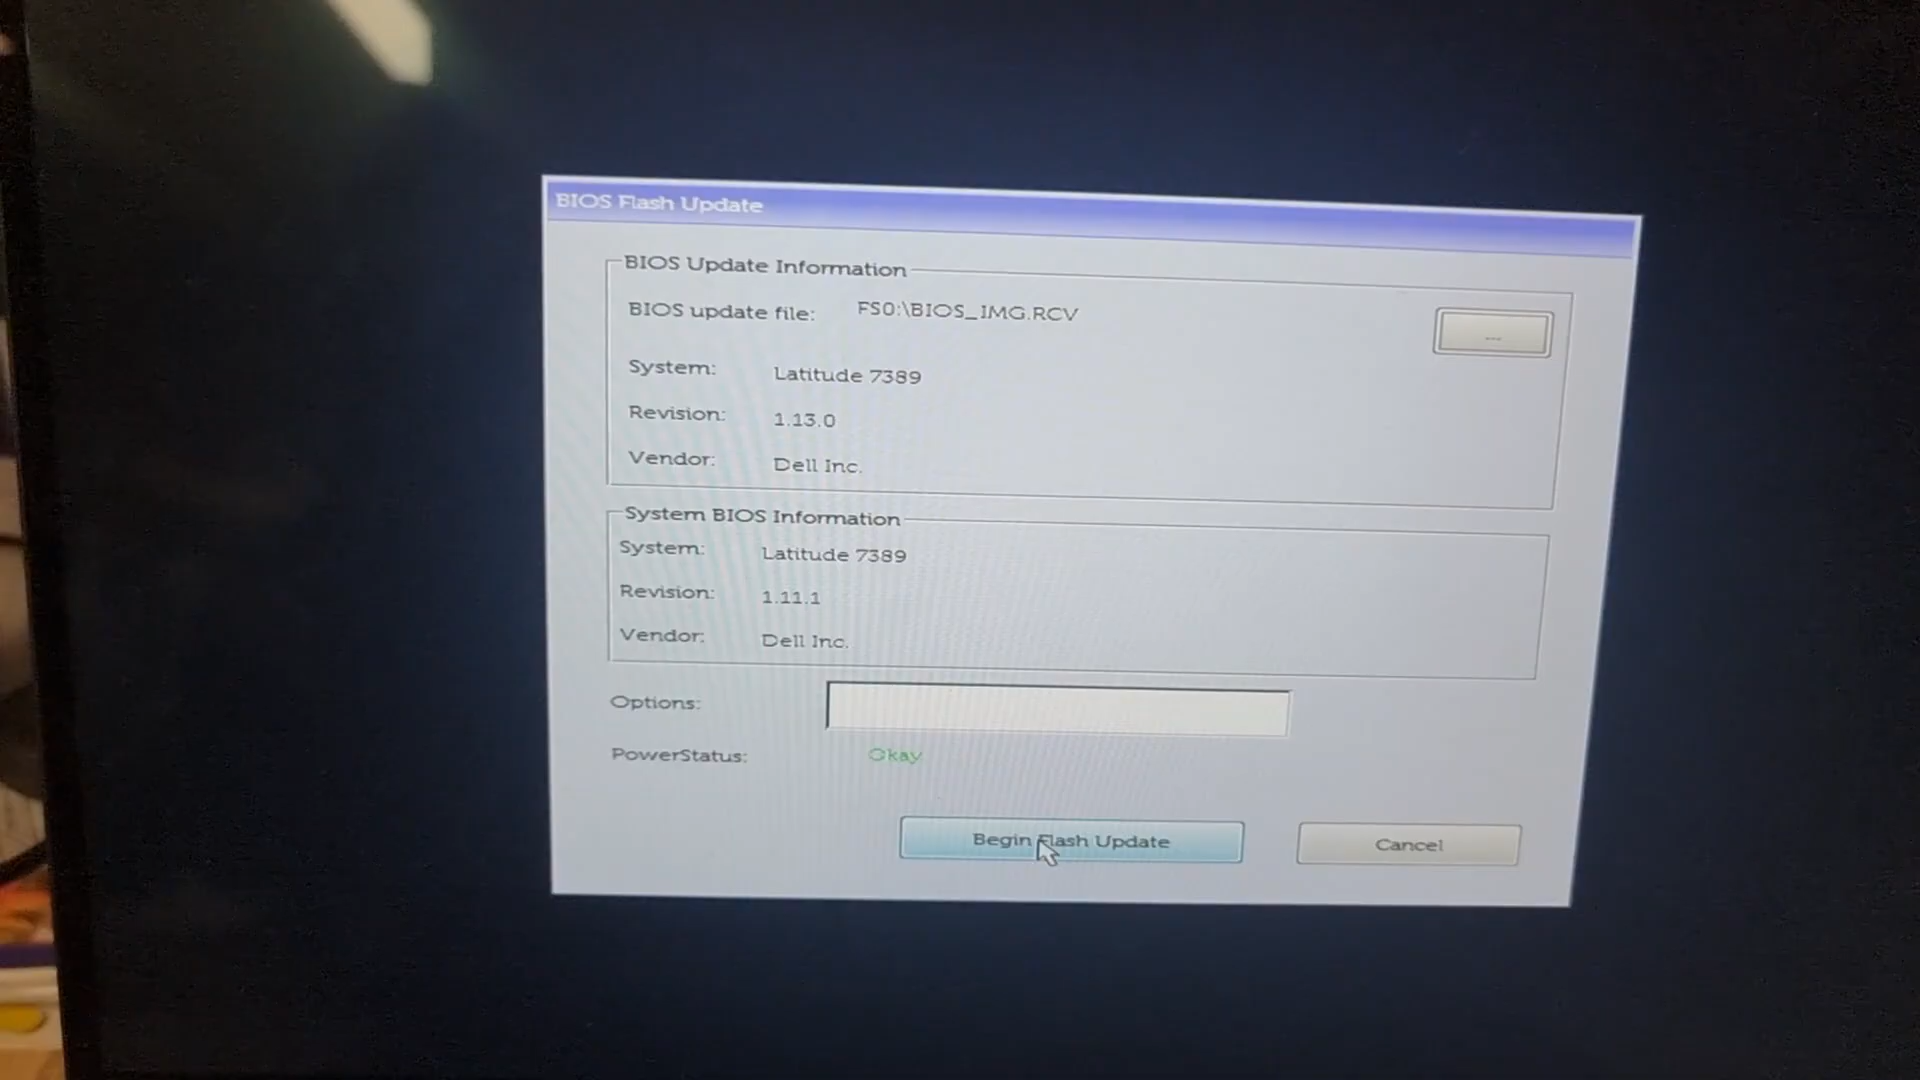 BIOS Flash Update
BIOS Update Information
BIOS update file: FS0:\BIOS_IMG.RCV
...
System: Latitude 7389
Revision: 1.13.0
Vendor: Dell Inc.
System BIOS Information
System: Latitude 7389
Revision: 1.11.1
Vendor: Dell Inc.
Options:
PowerStatus: Okay
Begin Flash Update Cancel